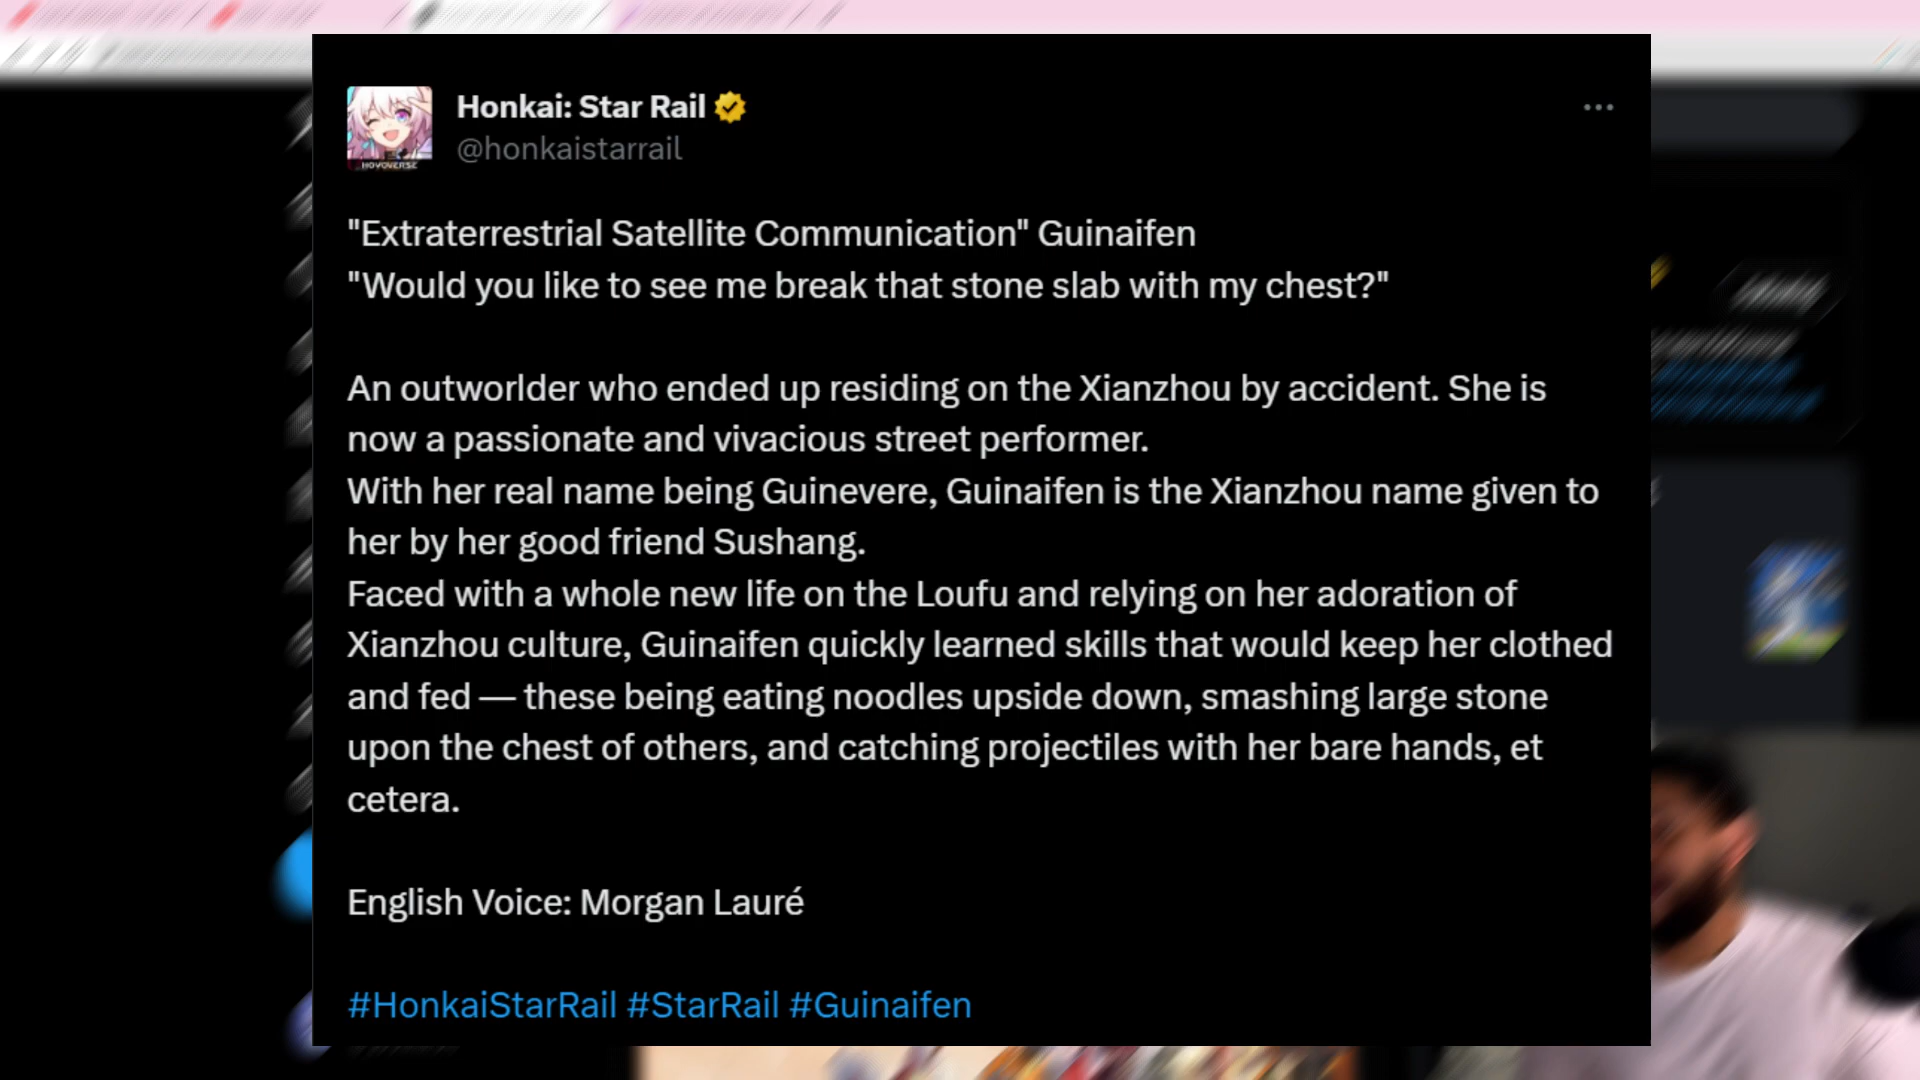 Honkai: Star Rail
@honkaistarrail
HOYOVERSE
"Extraterrestrial Satellite Communication" Guinaifen
"Would you like to see me break that stone slab with my chest?"
An outworlder who ended up residing on the Xianzhou by accident. She is
now a passionate and vivacious street performer.
With her real name being Guinevere, Guinaifen is the Xianzhou name given to
her by her good friend Sushang.
Faced with a whole new life on the Loufu and relying on her adoration of
Xianzhou culture, Guinaifen quickly learned skills that would keep her clothed
and fed — these being eating noodles upside down, smashing large stone
upon the chest of others, and catching projectiles with her bare hands, et
cetera.
English Voice: Morgan Lauré
#HonkaiStarRail #StarRail #Guinaifen